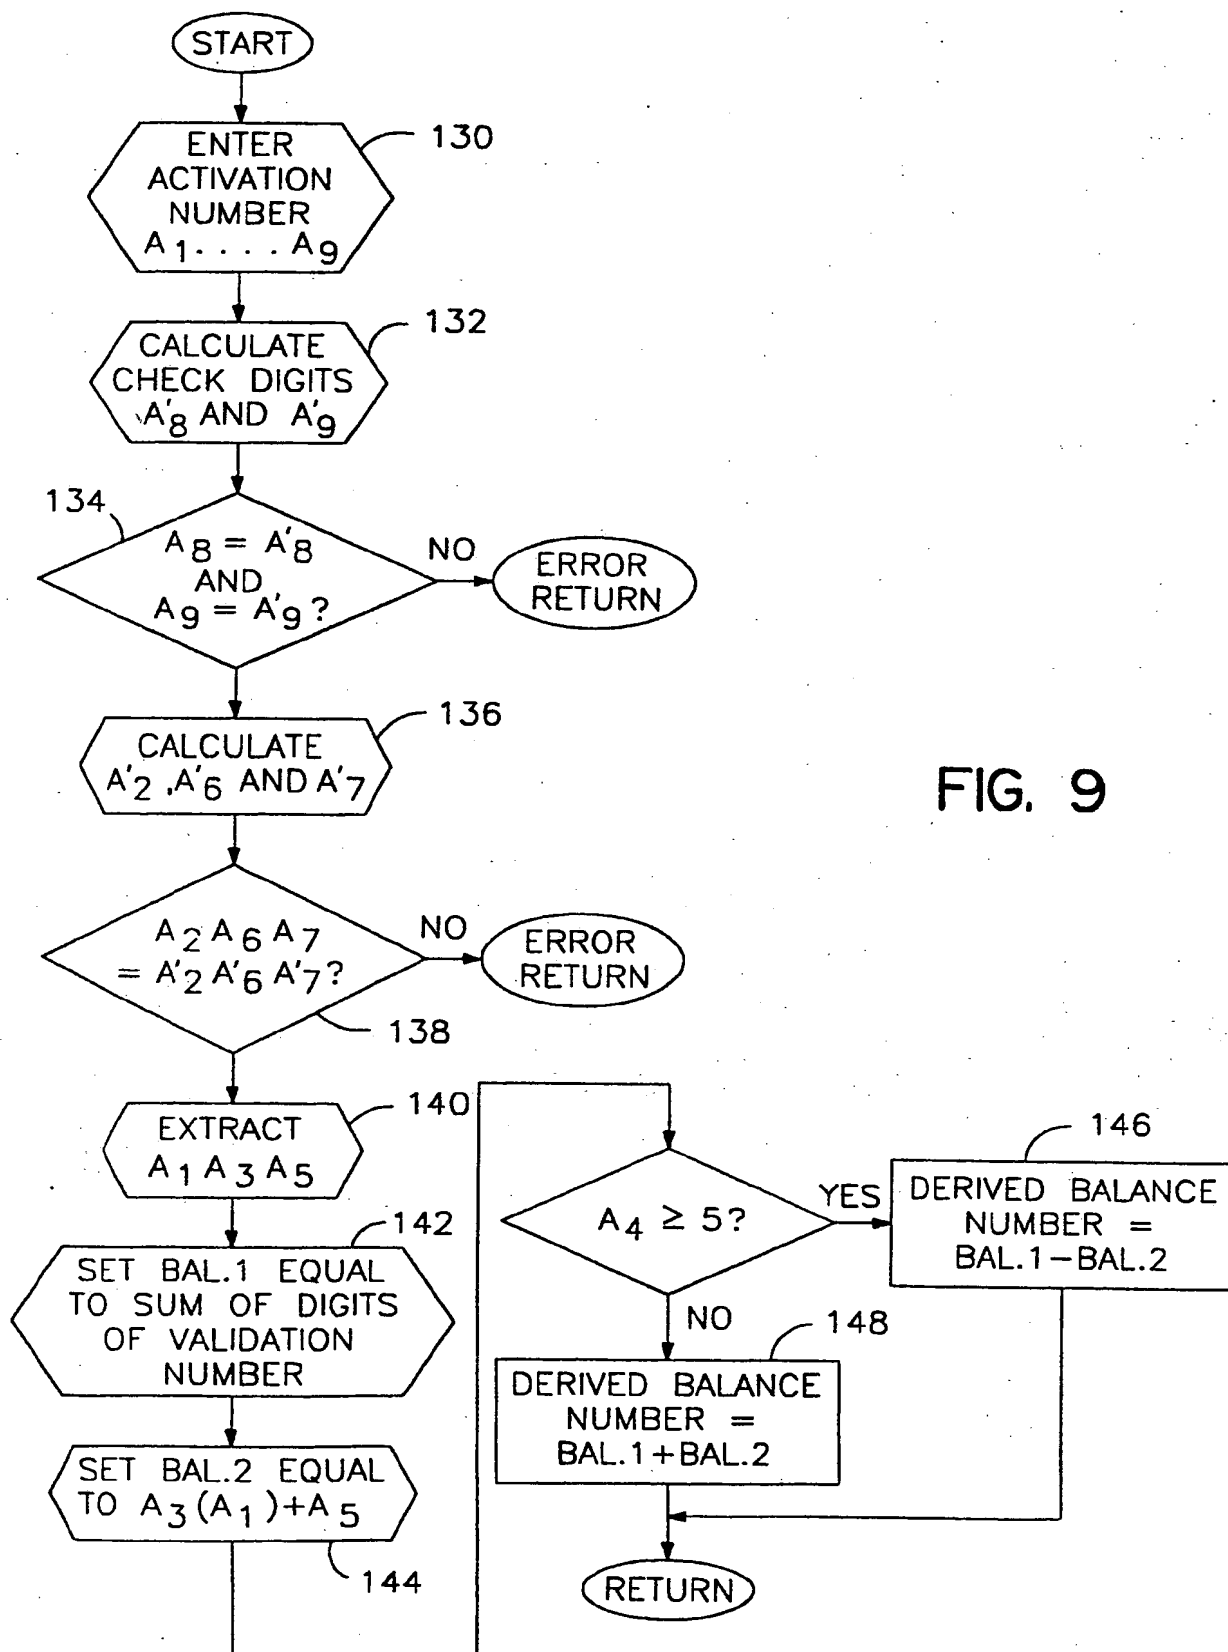 START
130
ENTER
ACTIVATION
NUMBER
A1. . . . A9
132
CALCULATE
CHECK DIGITS
A'8 AND A'9
134
A8 = A'8
AND
A9 = A'9?
NO
ERROR
RETURN
136
CALCULATE
A'2 ,A'6 AND A'7
FIG. 9
A2 A6 A7
= A'2 A'6 A'7?
NO
ERROR
RETURN
138
140
EXTRACT
A1 A3 A5
142
SET BAL.1 EQUAL
TO SUM OF DIGITS
OF VALIDATION
NUMBER
SET BAL.2 EQUAL
TO A3(A1)+A5
144
A4 ≥ 5?
YES
146
DERIVED BALANCE
NUMBER =
BAL.1−BAL.2
NO
148
DERIVED BALANCE
NUMBER =
BAL.1+BAL.2
RETURN